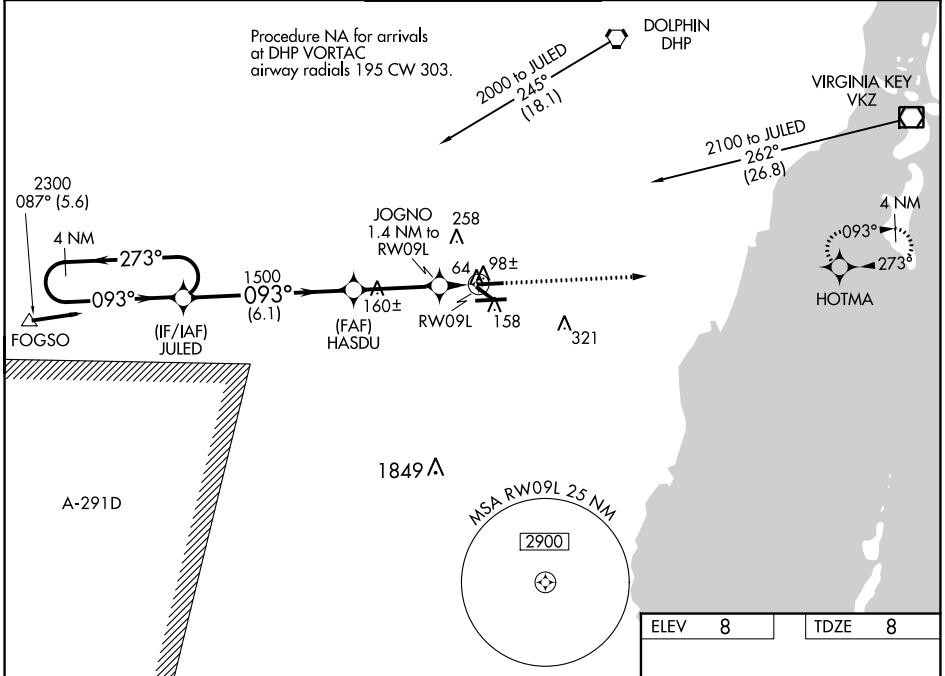 Procedure NA for arrivals
at DHP VORTAC
airway radials 195 CW 303.
DOLPHIN
DHP
2000 to JULED
245°
(18.1)
VIRGINIA KEY
VKZ
2100 to JULED
262°
(26.8)
2300
087° (5.6)
4 NM
273°
093°
FOGSO
(IF/IAF)
JULED
1500
093°
(6.1)
(FAF)
HASDU
160±
JOGNO
1.4 NM to
RW09L
258
64
98±
RW09L
158
321
4 NM
093°
273°
HOTMA
A-291D
1849
MSA RW09L 25 NM
2900
ELEV 8
TDZE 8